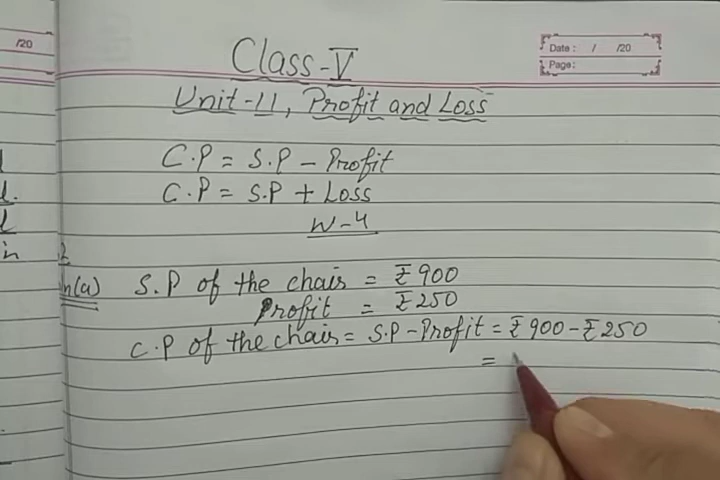 /20
Date: / /20
Page:
Class-V
Unit-11, Profit and Loss
C.P = S.P - Profit
C.P = S.P + Loss
W-4
n(a) S.P of the chair = ₹900
Profit = ₹250
C.P of the chair = S.P - Profit = ₹900 - ₹250
=